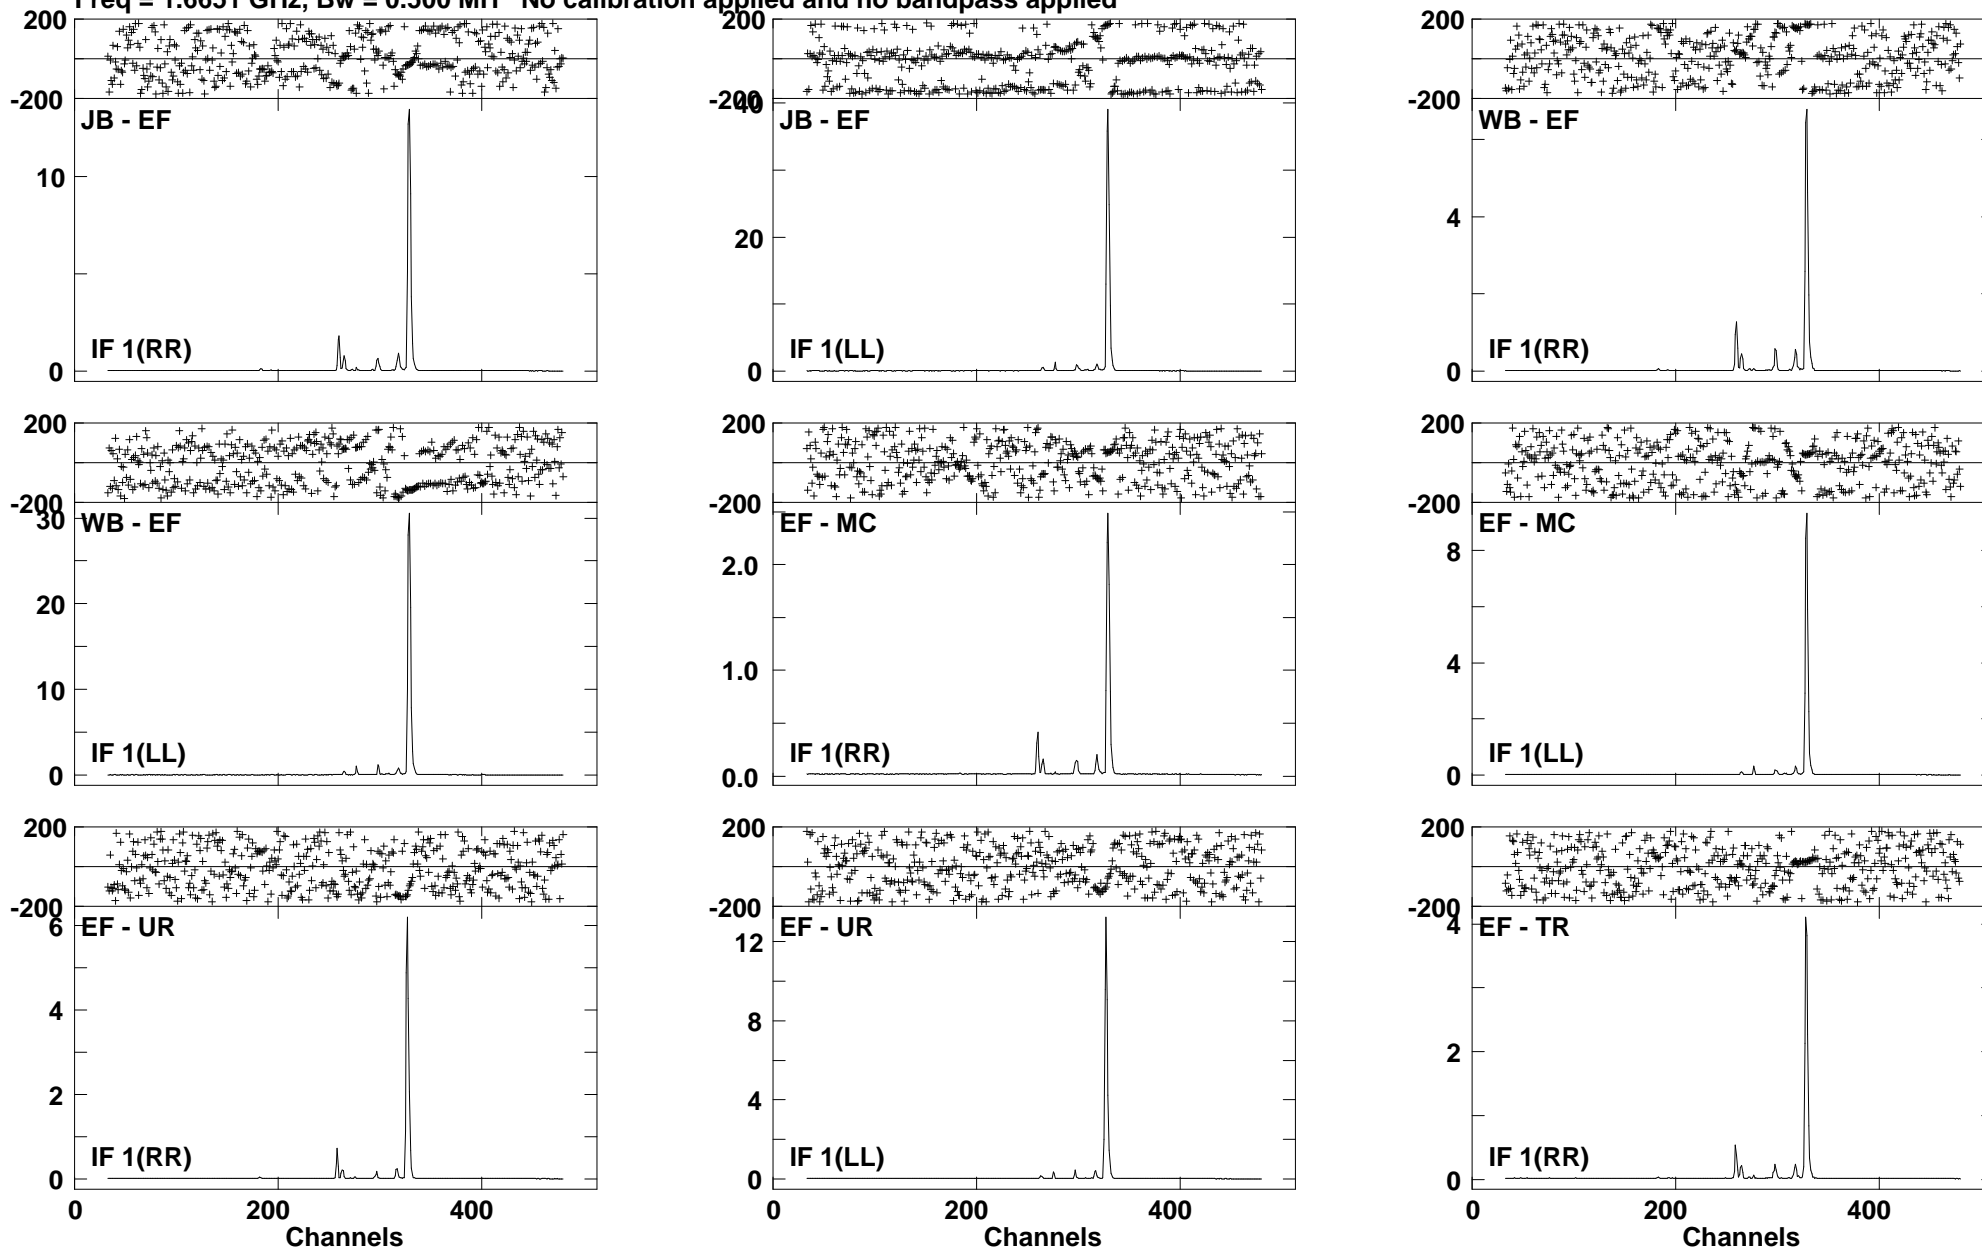 Freq = 1.6651 GHz, Bw = 0.500 MH No calibration applied and no bandpass applied
200
-200
JB - EF
10
0
IF 1(RR)
200
-200
40
JB - EF
20
0
IF 1(LL)
200
-200
WB - EF
4
0
IF 1(RR)
200
-200
30
WB - EF
20
10
0
IF 1(LL)
200
-200
EF - MC
2.0
1.0
0.0
IF 1(RR)
200
-200
EF - MC
8
4
0
IF 1(LL)
200
-200
6
EF - UR
4
2
0
IF 1(RR)
0 200 400
Channels
200
-200
EF - UR
12
8
4
0
IF 1(LL)
0 200 400
Channels
200
-200
4
EF - TR
2
0
IF 1(RR)
0 200 400
Channels